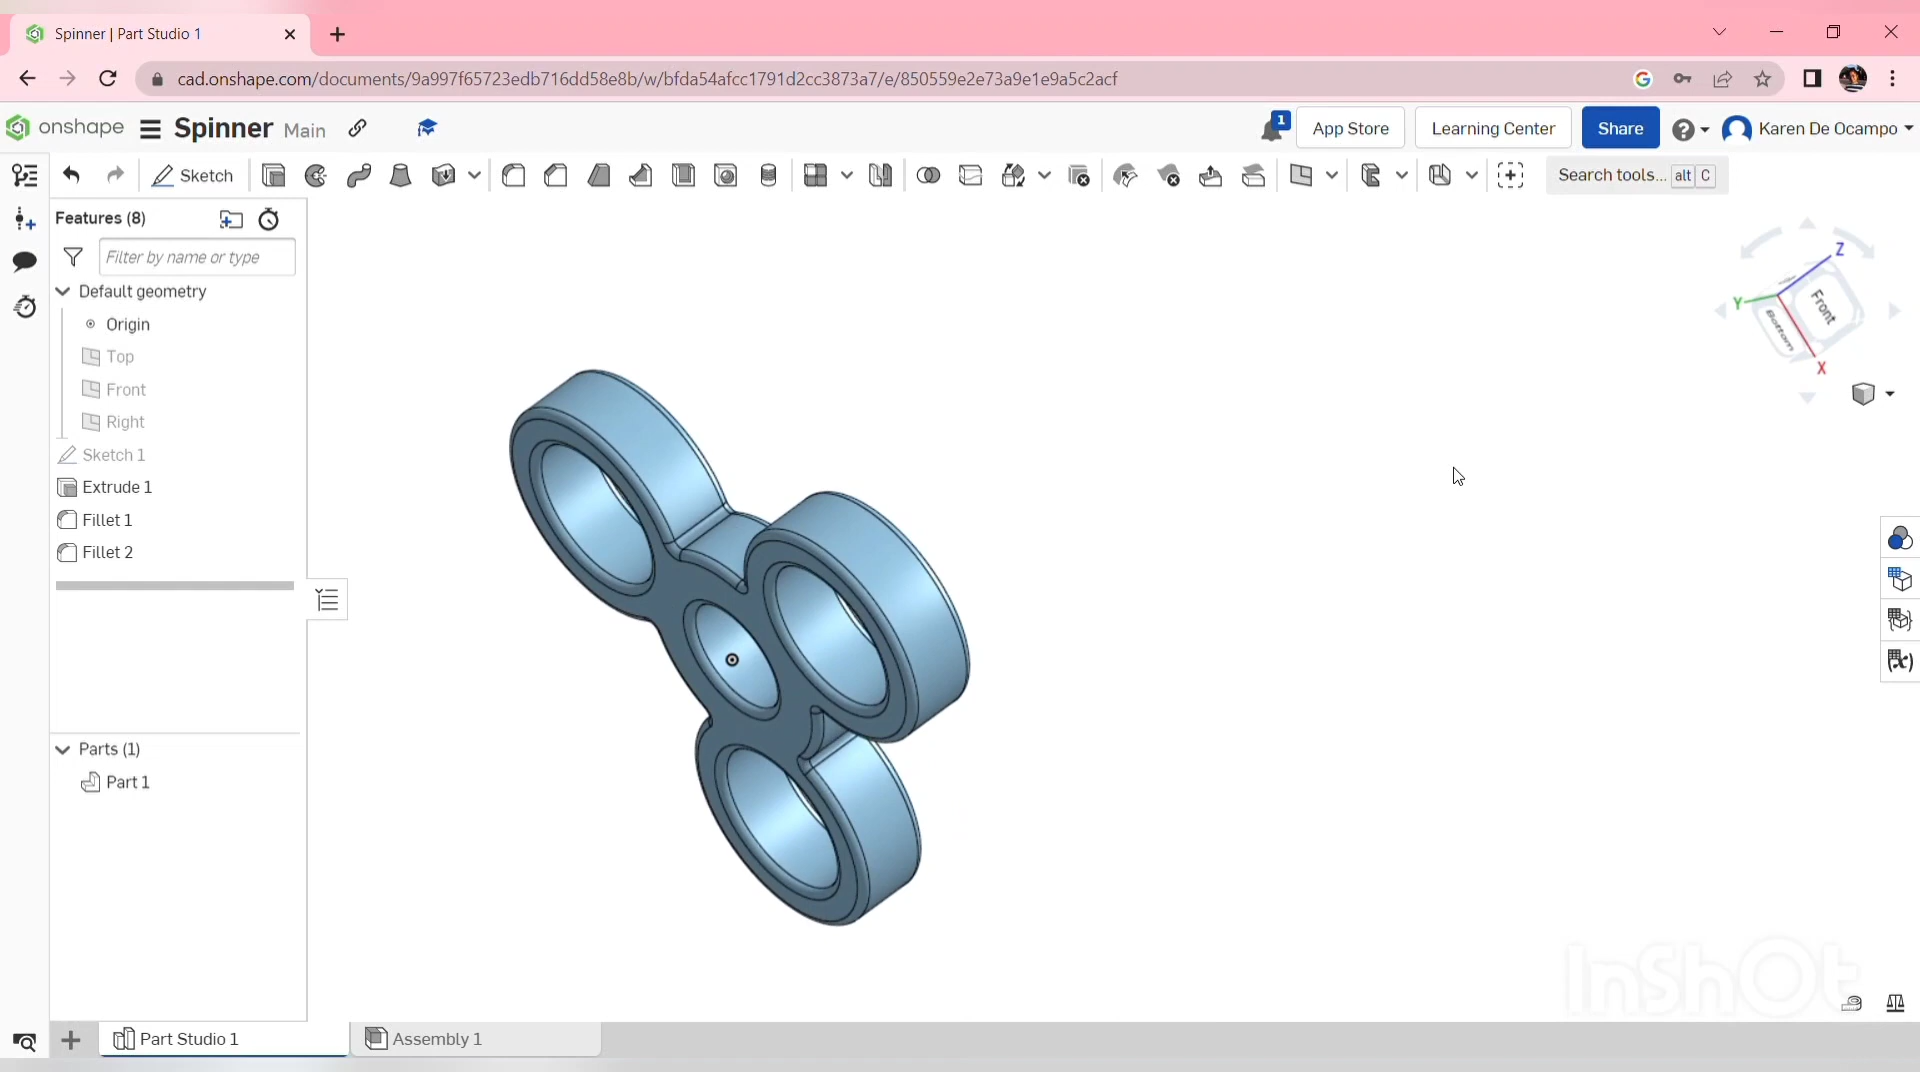 Spinner | Part Studio 1
cad.onshape.com/documents/9a997f65723edb716dd58e8b/w/bfda54afcc1791d2cc3873a7/e/850559e2e73a9e1e9a5c2acf
onshape Spinner Main 1 App Store Learning Center Share Karen De Ocampo
Sketch Search tools... alt C
Features (8)
Filter by name or type
Default geometry
Origin
Top
Front
Right
Sketch 1
Extrude 1
Fillet 1
Fillet 2
Z
Y
Front
Bottom
X
(x)
Parts (1)
Part 1
InShOt
Part Studio 1 Assembly 1